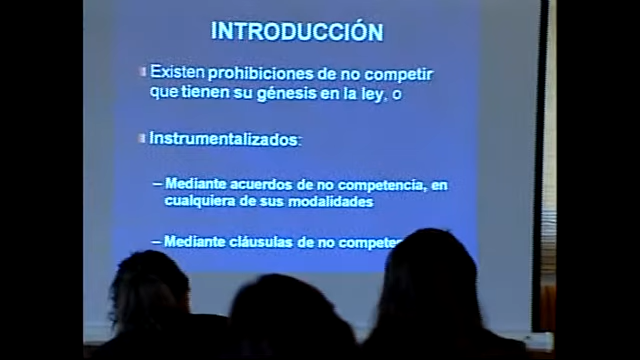 INTRODUCCIÓN
Existen prohibiciones de no competir
que tienen su génesis en la ley, o
Instrumentalizados:
– Mediante acuerdos de no competencia, en
cualquiera de sus modalidades
– Mediante cláusulas de no